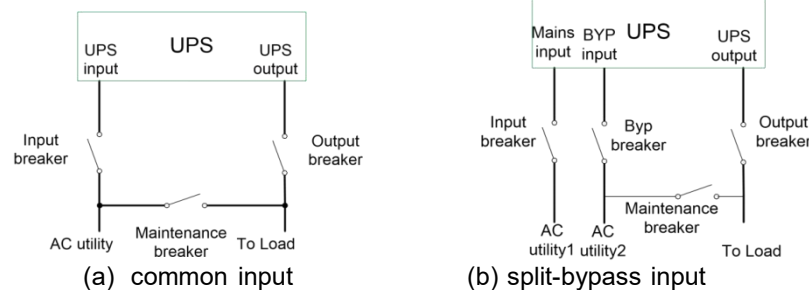 UPS
input
UPS
UPS
output
Input
breaker
Output
breaker
AC utility
Maintenance
breaker
To Load
(a) common input
Mains
input
BYP
input
UPS
UPS
output
Input
breaker
Byp
breaker
Output
breaker
Maintenance
breaker
AC
utility1
AC
utility2
To Load
(b) split-bypass input